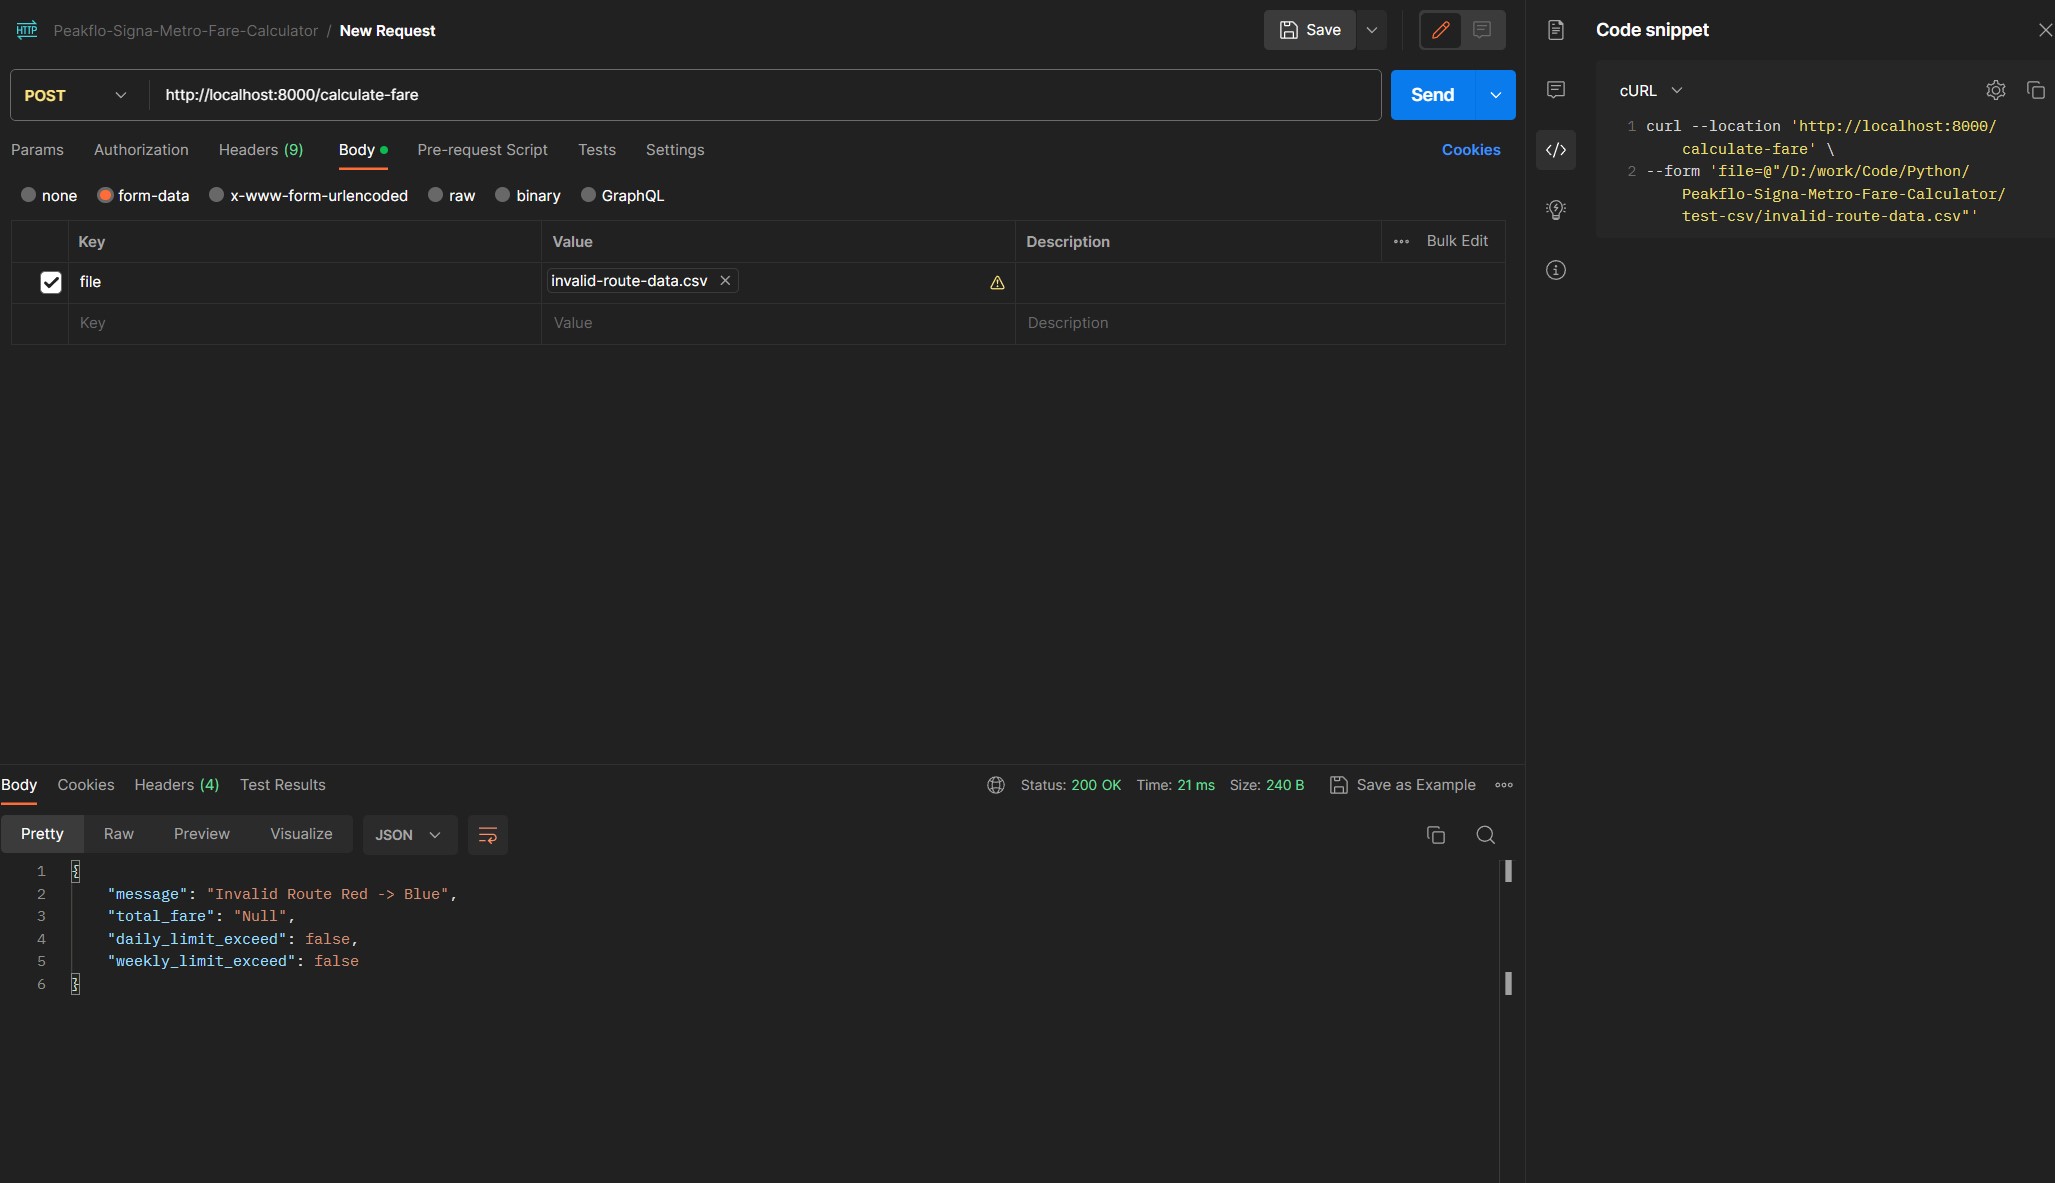 HTTP Peakflo-Signa-Metro-Fare-Calculator / New Request Save
POST http://localhost:8000/calculate-fare Send
Params Authorization Headers (9) Body Pre-request Script Tests Settings Cookies
none form-data x-www-form-urlencoded raw binary GraphQL
Key Value Description Bulk Edit
file invalid-route-data.csv
Key Value Description
Body Cookies Headers (4) Test Results Status: 200 OK Time: 21 ms Size: 240 B Save as Example
Pretty Raw Preview Visualize JSON
1 {
2 "message": "Invalid Route Red -> Blue",
3 "total_fare": "Null",
4 "daily_limit_exceed": false,
5 "weekly_limit_exceed": false
6 }
Code snippet
cURL
1 curl --location 'http://localhost:8000/
calculate-fare' \
2 --form 'file=@"/D:/work/Code/Python/
Peakflo-Signa-Metro-Fare-Calculator/
test-csv/invalid-route-data.csv"'